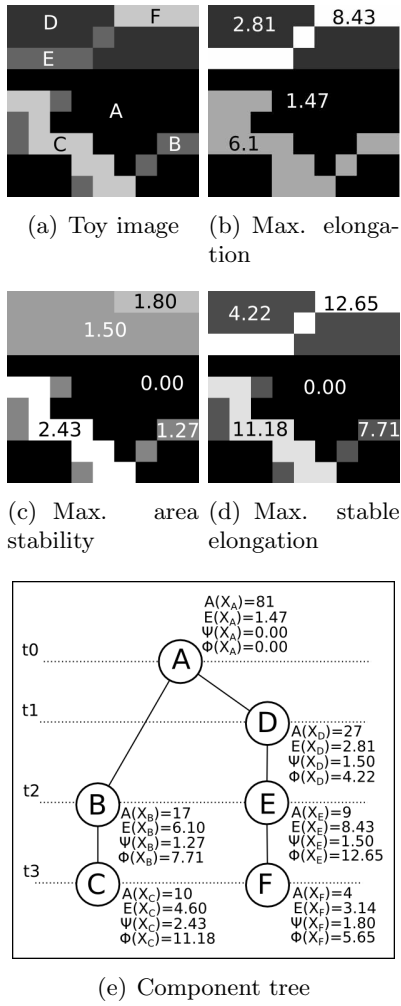 D
F
E
A
C
B
2.81
8.43
1.47
6.1
(a) Toy image
(b) Max. elonga-
tion
1.80
1.50
0.00
2.43
1.27
4.22
12.65
0.00
11.18
7.71
(c) Max. area
stability
(d) Max. stable
elongation
A(X_A)=81
E(X_A)=1.47
Ψ(X_A)=0.00
Φ(X_A)=0.00
t0
A
t1
D
A(X_D)=27
E(X_D)=2.81
Ψ(X_D)=1.50
Φ(X_D)=4.22
t2
B
A(X_B)=17
E(X_B)=6.10
Ψ(X_B)=1.27
Φ(X_B)=7.71
E
A(X_E)=9
E(X_E)=8.43
Ψ(X_E)=1.50
Φ(X_E)=12.65
t3
C
A(X_C)=10
E(X_C)=4.60
Ψ(X_C)=2.43
Φ(X_C)=11.18
F
A(X_F)=4
E(X_F)=3.14
Ψ(X_F)=1.80
Φ(X_F)=5.65
(e) Component tree